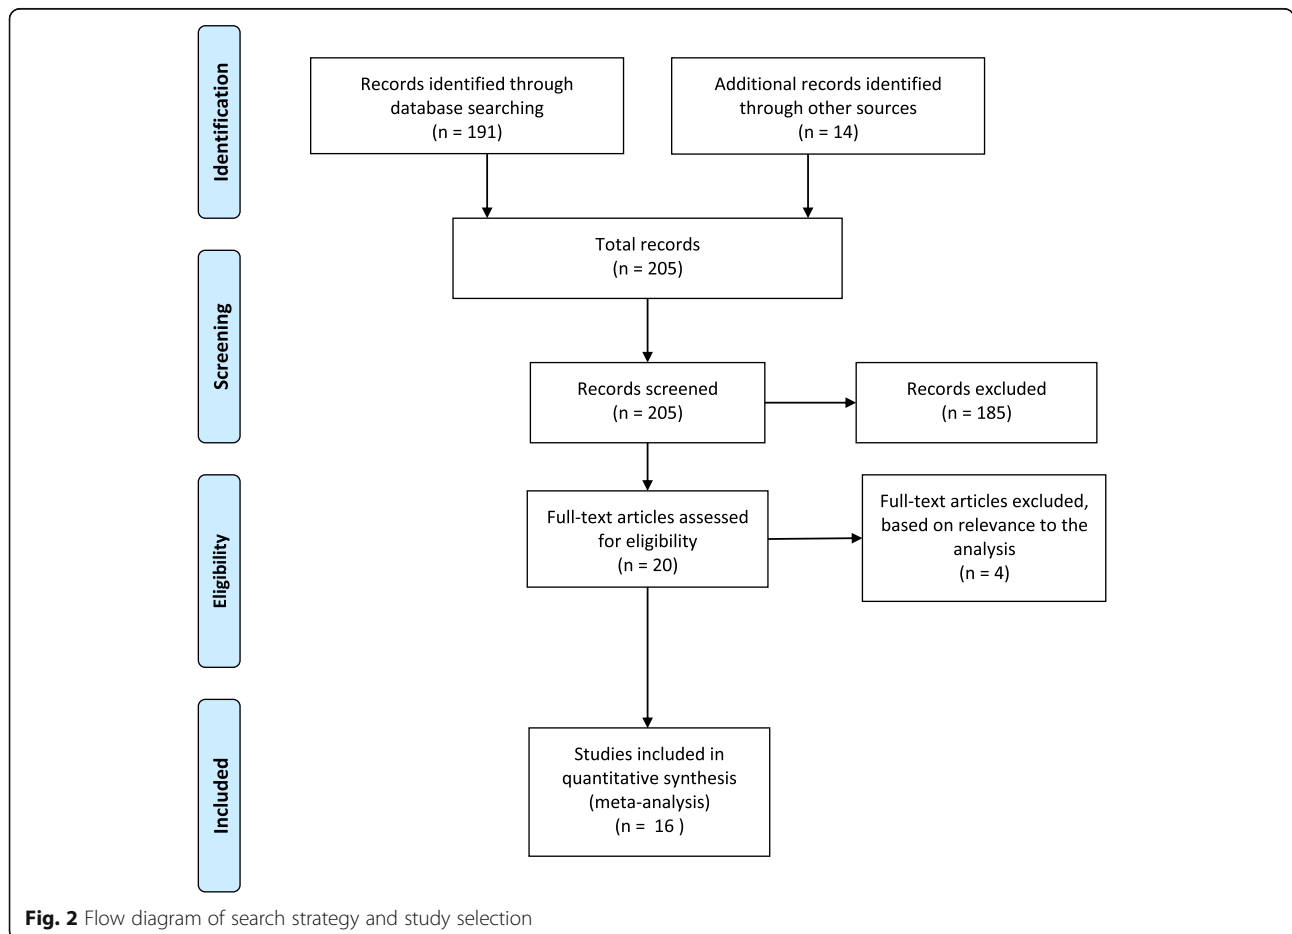 Identification
Records identified through
database searching
(n = 191)
Additional records identified
through other sources
(n = 14)
Total records
(n = 205)
Screening
Records screened
(n = 205)
Records excluded
(n = 185)
Eligibility
Full-text articles assessed
for eligibility
(n = 20)
Full-text articles excluded,
based on relevance to the
analysis
(n = 4)
Included
Studies included in
quantitative synthesis
(meta-analysis)
(n = 16 )
Fig. 2 Flow diagram of search strategy and study selection